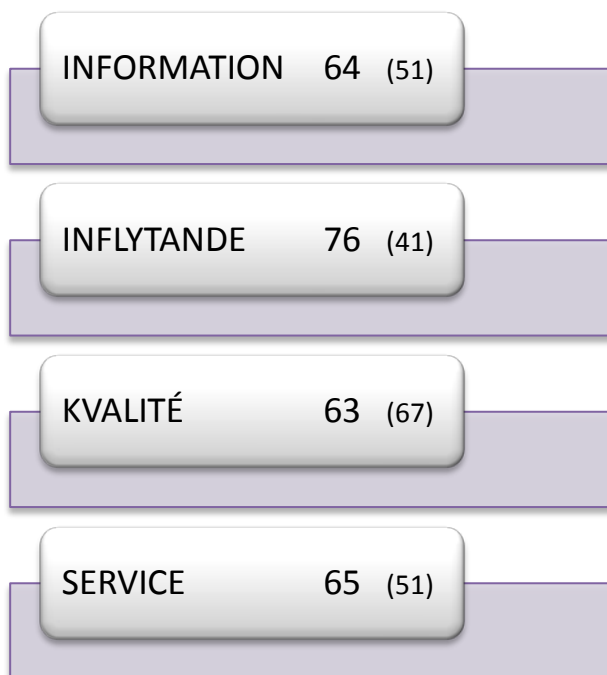 INFORMATION 64 (51)
INFLYTANDE 76 (41)
KVALITÉ 63 (67)
SERVICE 65 (51)